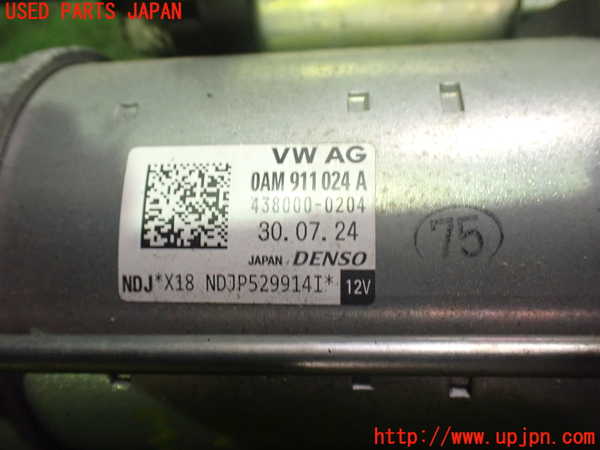 USED PARTS JAPAN
VW AG
0AM 911 024 A
438000-0204
30.07.24
JAPAN DENSO
NDJ*X18 NDJP529914I* 12V
75
http://www.upjpn.com/